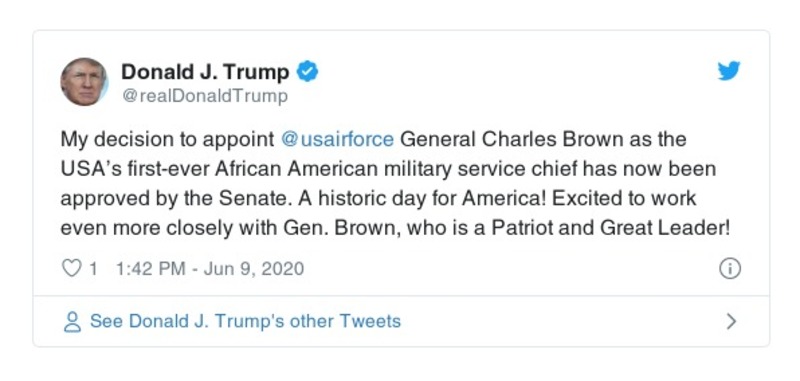 Donald J. Trump
@realDonaldTrump
My decision to appoint @usairforce General Charles Brown as the
USA’s first-ever African American military service chief has now been
approved by the Senate. A historic day for America! Excited to work
even more closely with Gen. Brown, who is a Patriot and Great Leader!
1 1:42 PM - Jun 9, 2020
See Donald J. Trump's other Tweets